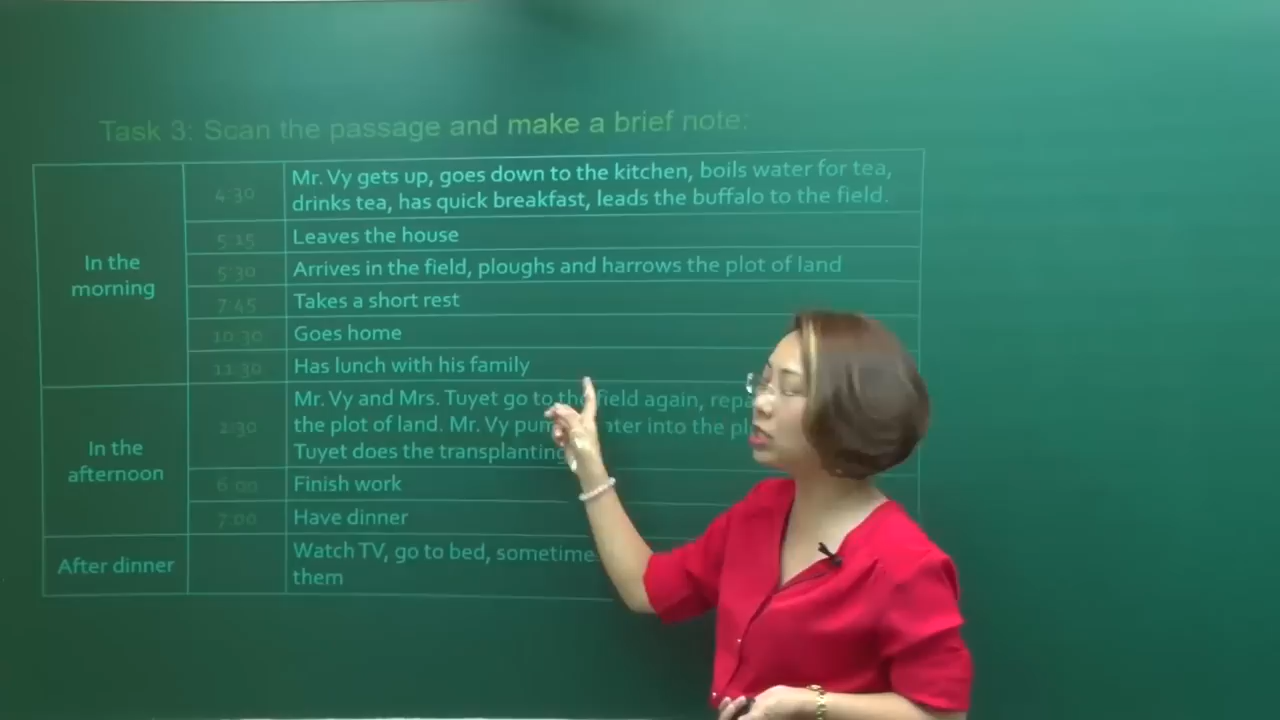 Task 3: Scan the passage and make a brief note:
In the
morning
4:30
Mr. Vy gets up, goes down to the kitchen, boils water for tea,
drinks tea, has quick breakfast, leads the buffalo to the field.
5:15
Leaves the house
5:30
Arrives in the field, ploughs and harrows the plot of land
7:45
Takes a short rest
10:30
Goes home
11:30
Has lunch with his family
In the
afternoon
2:30
Mr. Vy and Mrs. Tuyet go to the field again,
the plot of land. Mr. Vy into the
Tuyet does the transplanting
6:00
Finish work
7:00
Have dinner
After dinner
Watch TV, go to bed,
them